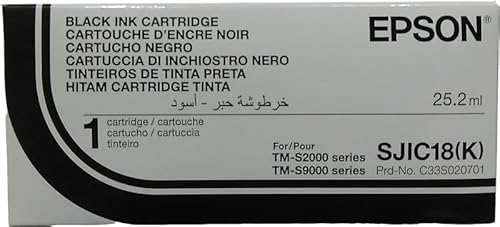 BLACK INK CARTRIDGE
CARTOUCHE D'ENCRE NOIR
CARTUCHO NEGRO
CARTUCCIA DI INCHIOSTRO NERO
TINTEIROS DE TINTA PRETA
HITAM CARTRIDGE TINTA
خرطوشة حبر - أسود
EPSON
25.2ml
1 cartridge / cartouche
cartucho / cartuccia
tinteiro
For/Pour
TM-S2000 series
TM-S9000 series
SJIC18(K)
Prd-No. C33S020701